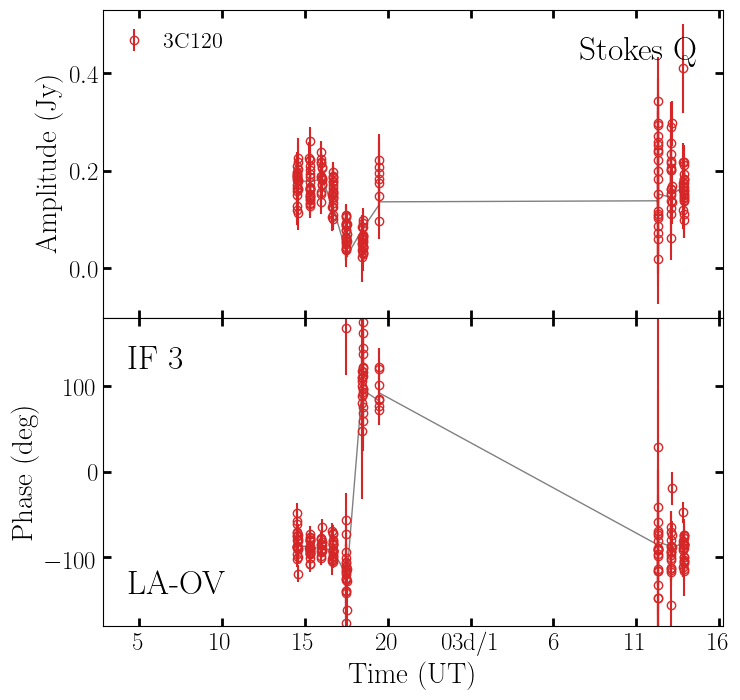 3C120
Stokes Q
0.4
0.2
0.0
Amplitude (Jy)
IF 3
100
0
−100
Phase (deg)
LA-OV
5 10 15 20 03d/1 6 11 16
Time (UT)